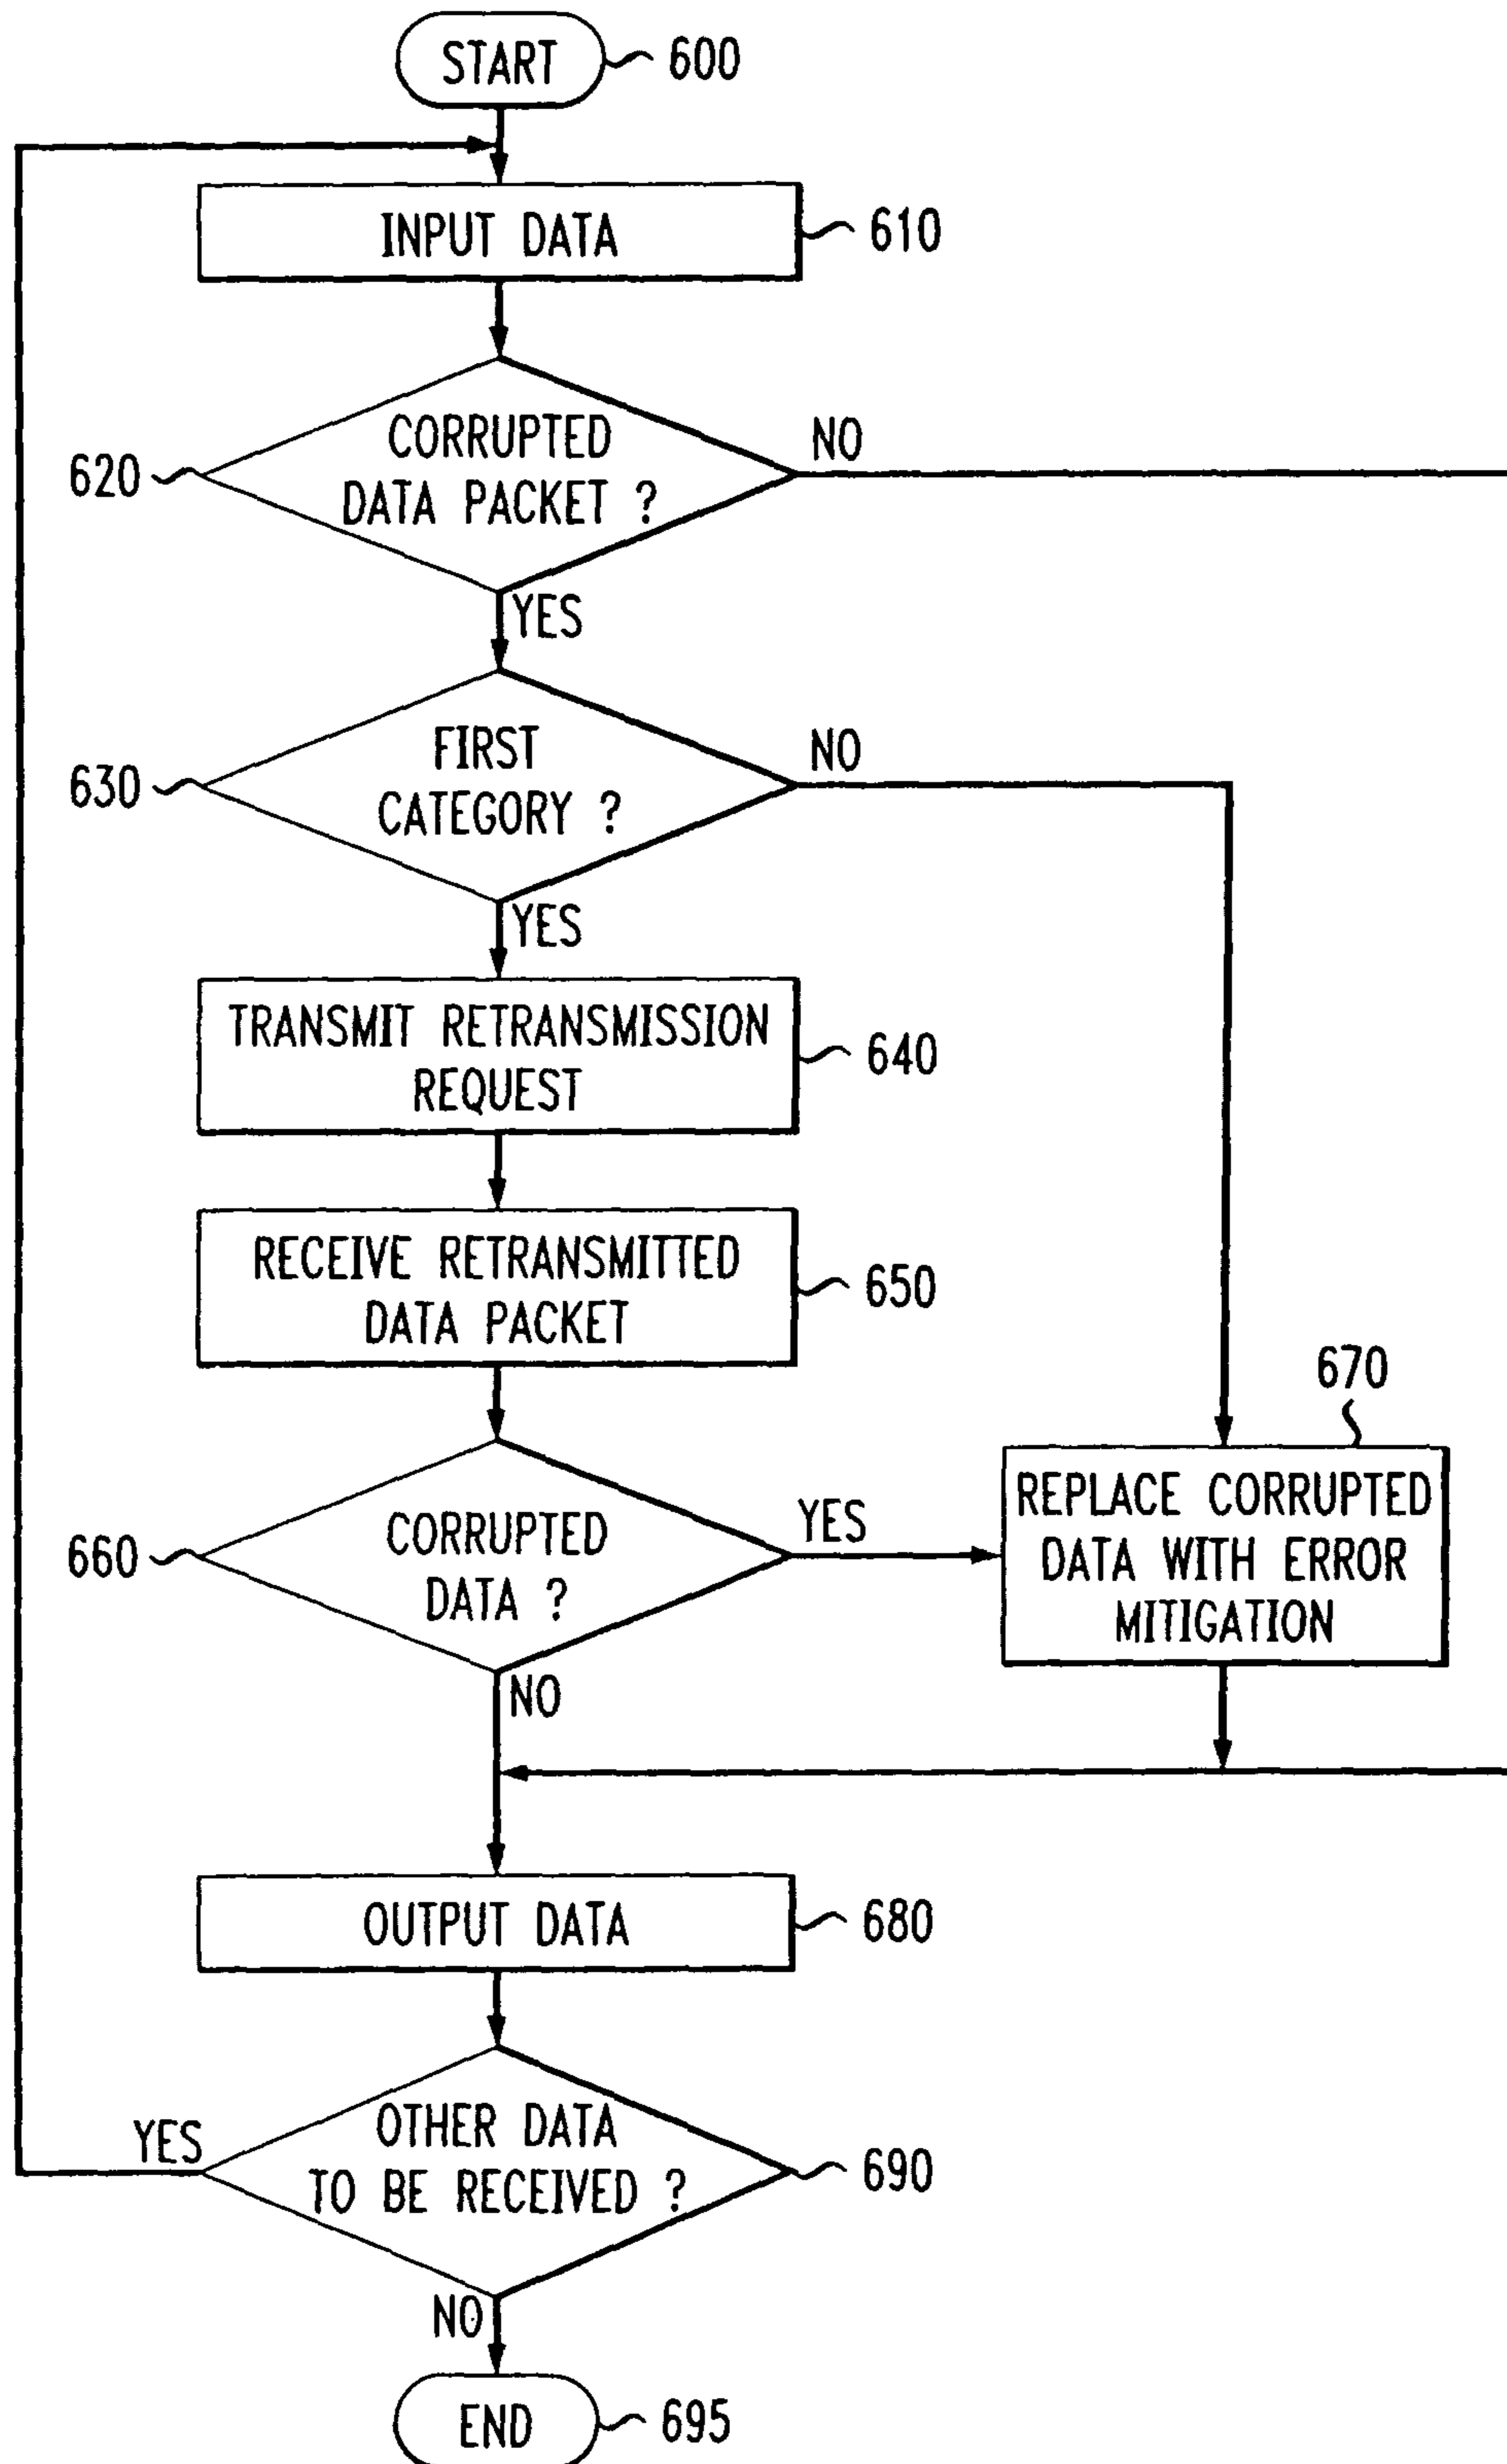 START
600
INPUT DATA
610
CORRUPTED
DATA PACKET ?
620
NO
YES
FIRST
CATEGORY ?
630
NO
YES
TRANSMIT RETRANSMISSION
REQUEST
640
RECEIVE RETRANSMITTED
DATA PACKET
650
CORRUPTED
DATA ?
660
YES
NO
670
REPLACE CORRUPTED
DATA WITH ERROR
MITIGATION
OUTPUT DATA
680
OTHER DATA
TO BE RECEIVED ?
690
YES
NO
END
695